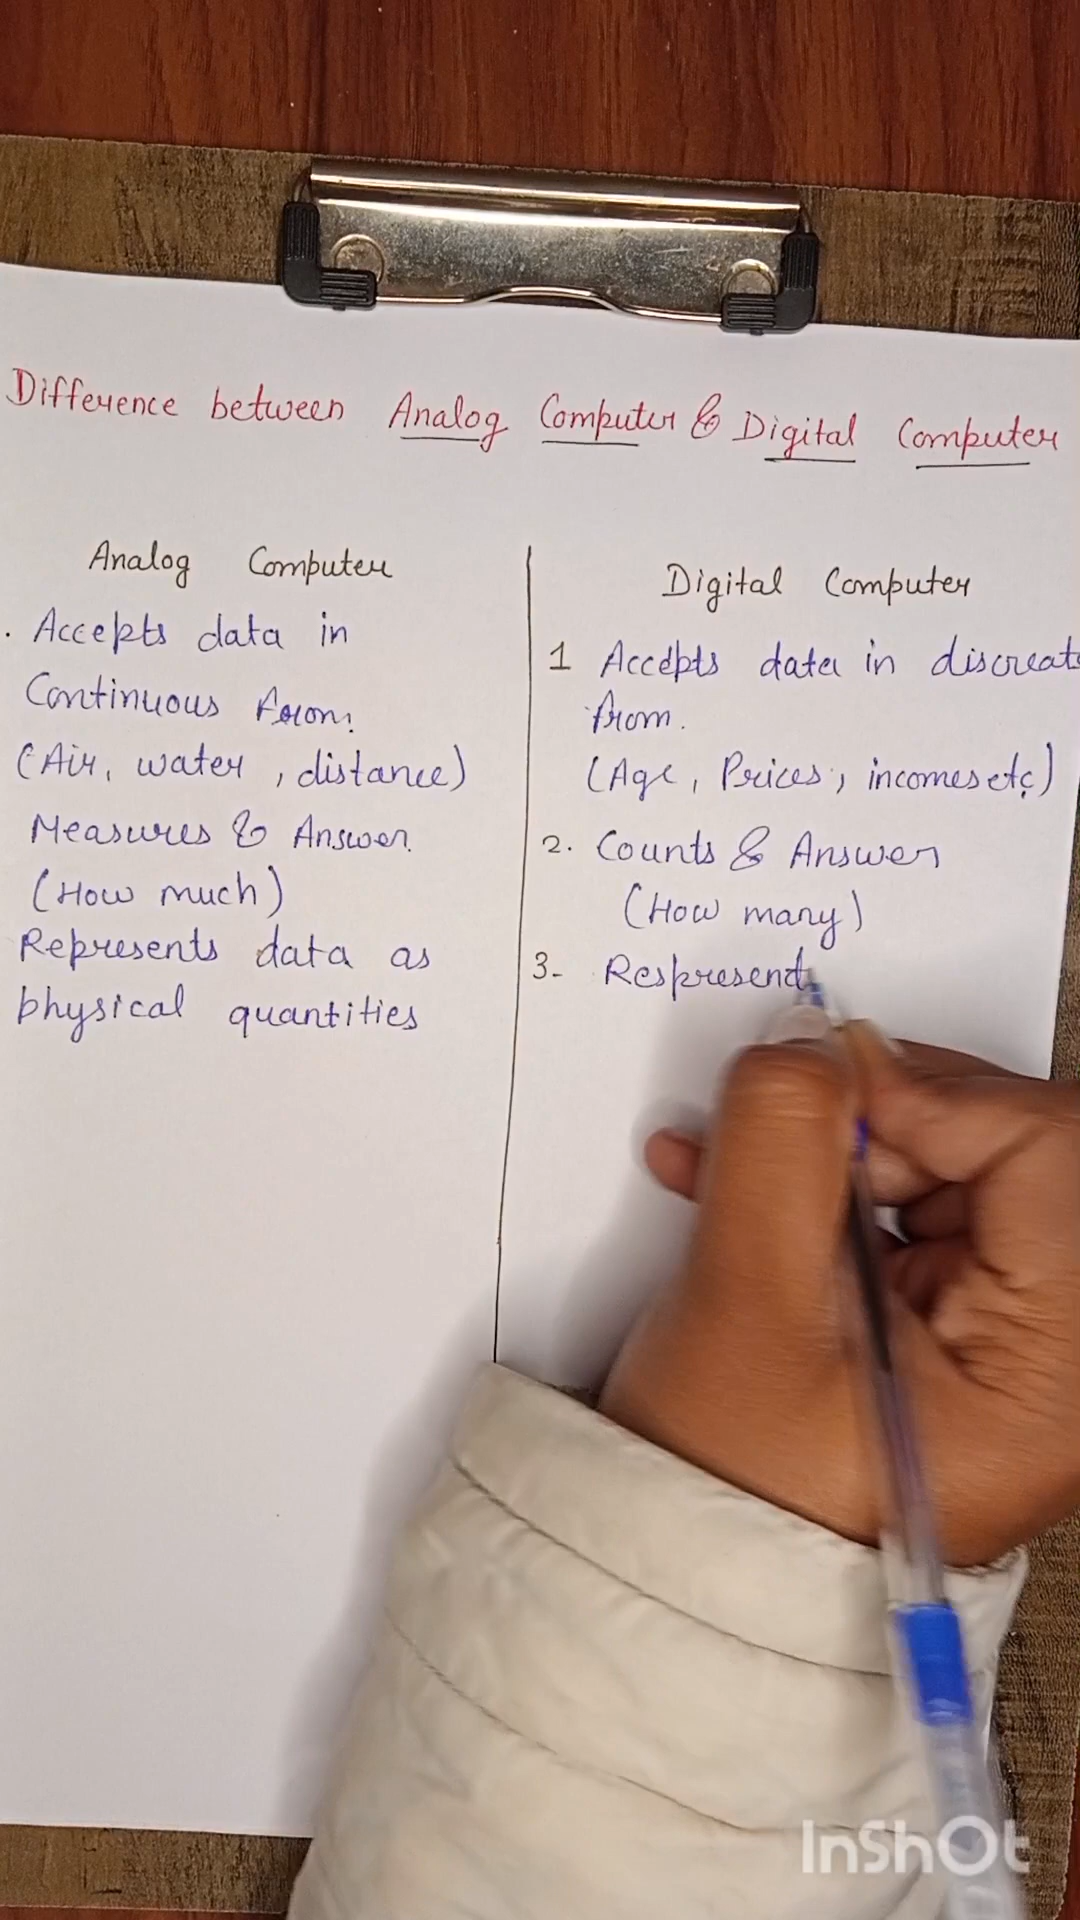 Difference between Analog Computer & Digital Computer
Analog Computer
. Accepts data in
Continuous form.
(Air, water, distance)
Measures & Answer.
(How much)
Represents data as
physical quantities
Digital Computer
1 Accepts data in discreate
from.
(Age, Prices, incomes etc)
2. Counts & Answer
(How many)
3- Respresent
InShOt